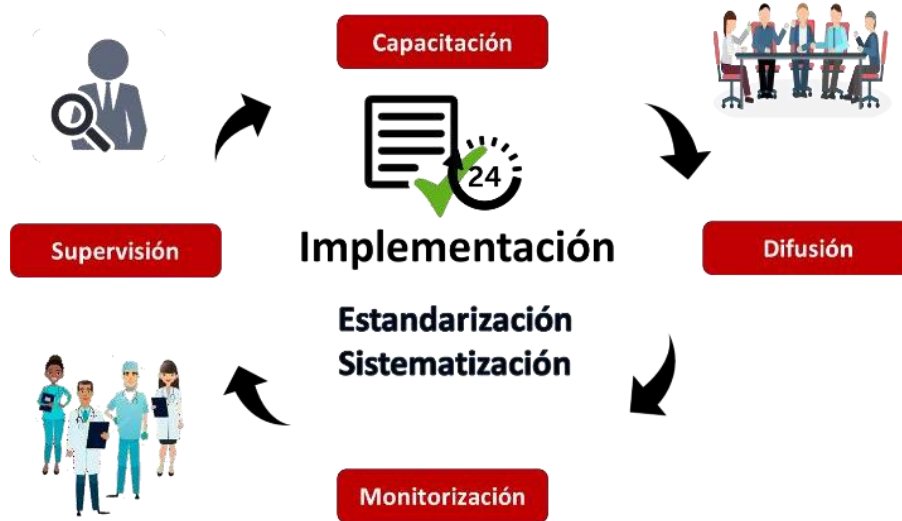 Capacitación
24
Implementación
Supervisión
Difusión
Estandarización
Sistematización
Monitorización